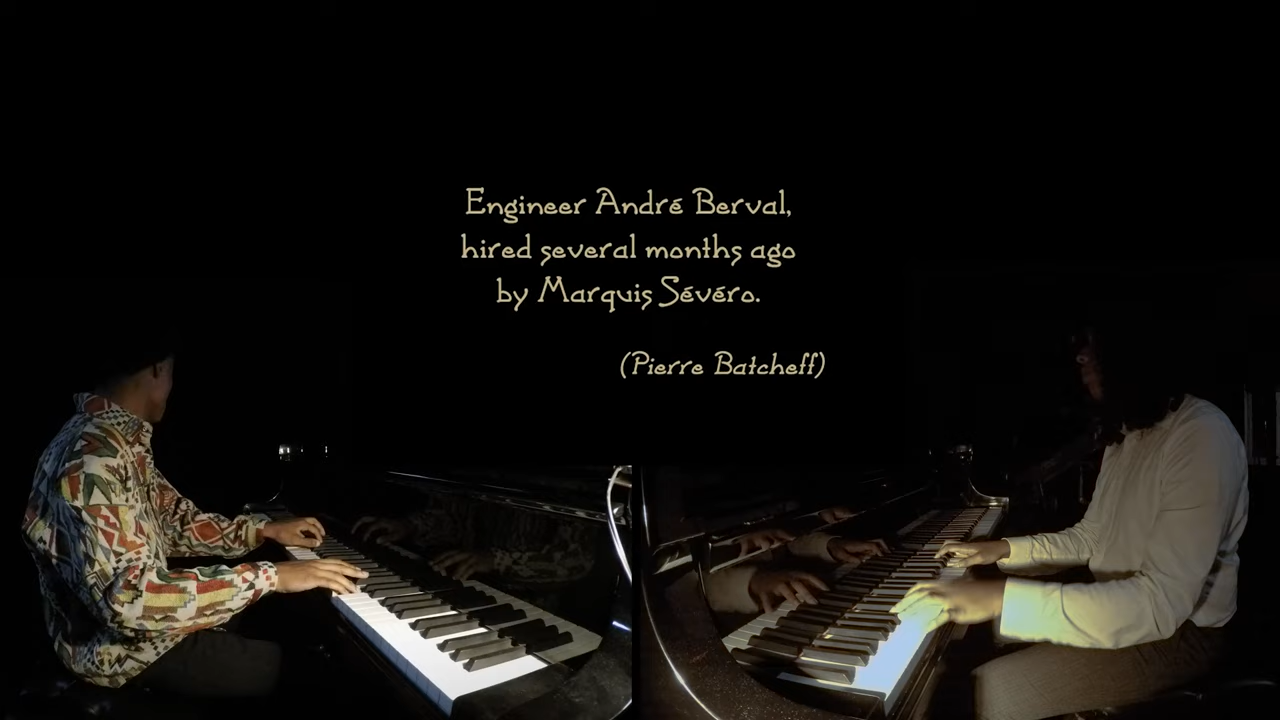 Engineer André Berval,
hired several months ago
by Marquis Sévéro.
(Pierre Batcheff)